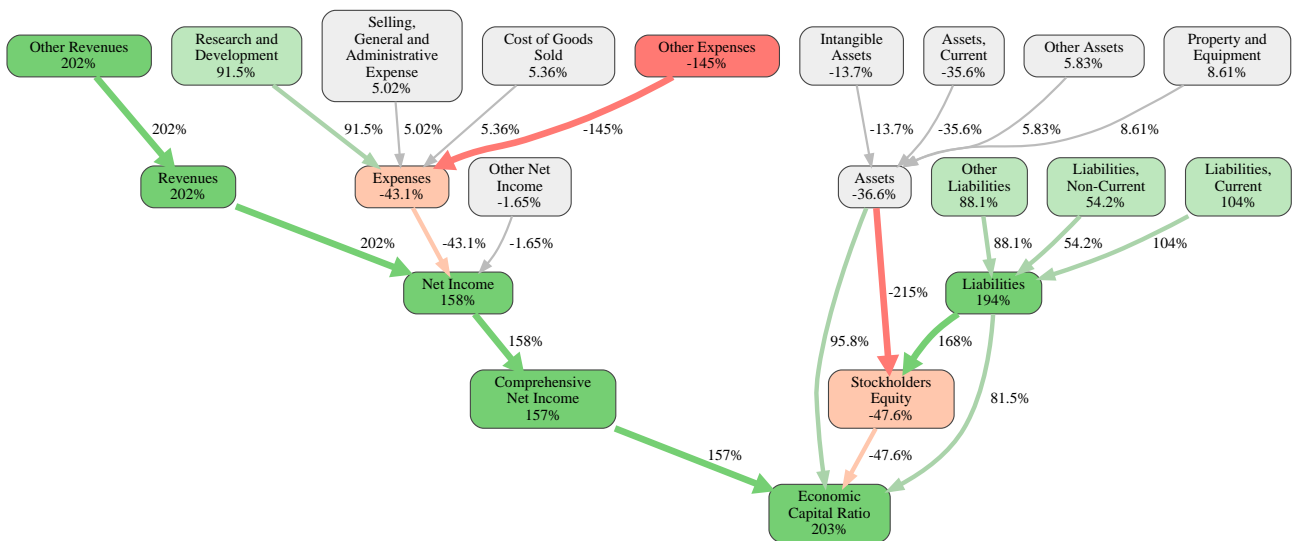 Other Revenues
202%
Research and
Development
91.5%
Selling,
General and
Administrative
Expense
5.02%
Cost of Goods
Sold
5.36%
Other Expenses
-145%
Intangible
Assets
-13.7%
Assets,
Current
-35.6%
Other Assets
5.83%
Property and
Equipment
8.61%
202%
91.5%
5.02%
5.36%
-145%
-13.7%
-35.6%
5.83%
8.61%
Revenues
202%
Expenses
-43.1%
Other Net
Income
-1.65%
Assets
-36.6%
Other
Liabilities
88.1%
Liabilities,
Non-Current
54.2%
Liabilities,
Current
104%
202%
-43.1%
-1.65%
88.1%
54.2%
104%
Net Income
158%
-215%
Liabilities
194%
158%
95.8%
168%
Comprehensive
Net Income
157%
Stockholders
Equity
-47.6%
81.5%
157%
-47.6%
Economic
Capital Ratio
203%